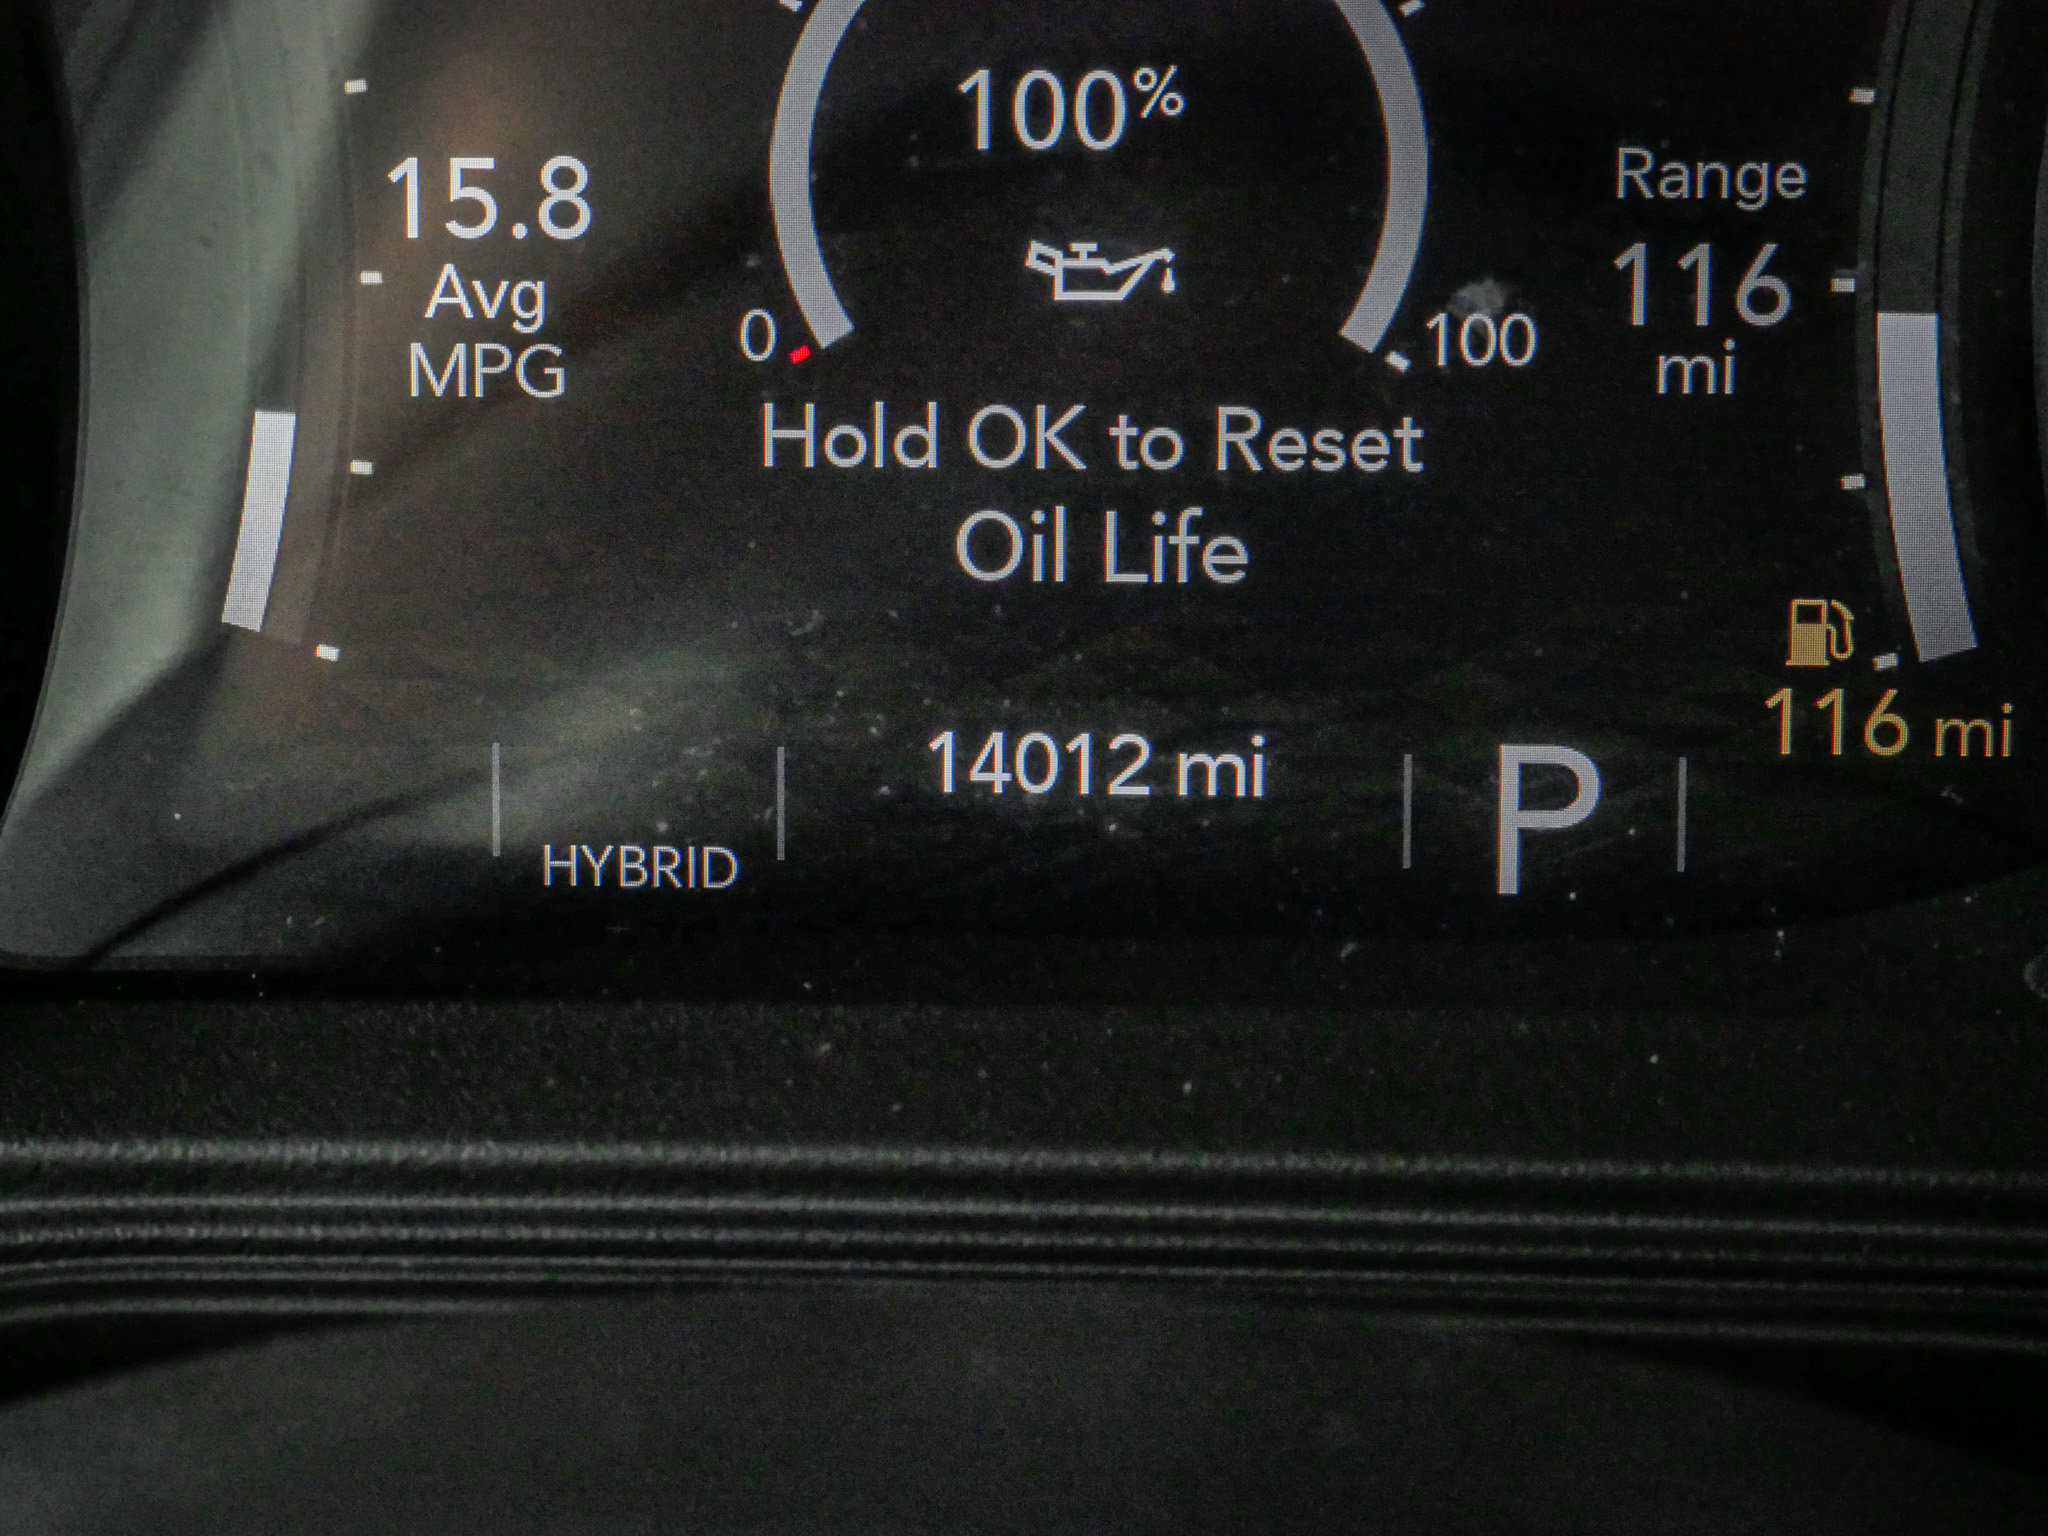 100%
15.8
Avg
MPG
Range
116
mi
0
100
Hold OK to Reset
Oil Life
116 mi
14012 mi
P
HYBRID